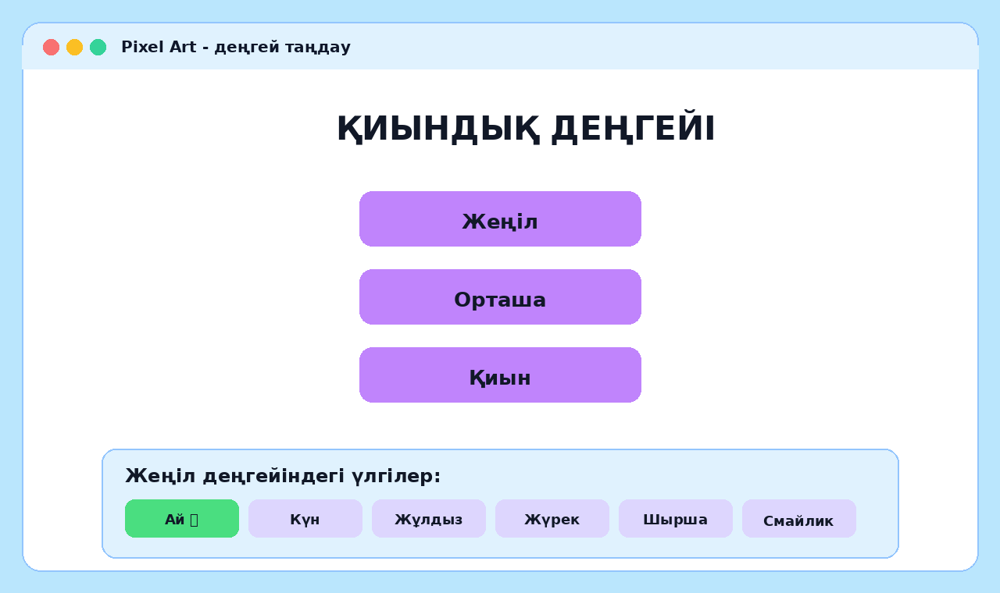 Pixel Art - деңгей таңдау
ҚИЫНДЫҚ ДЕҢГЕЙІ
Жеңіл
Орташа
Қиын
Жеңіл деңгейіндегі үлгілер:
Ай Күн Жұлдыз Жүрек Шырша Смайлик